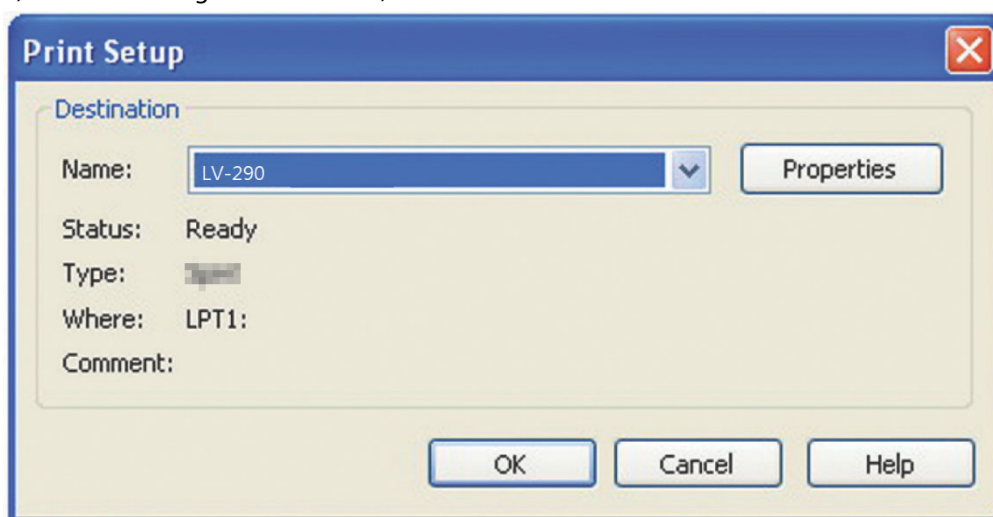 Print Setup
Destination
Name: LV-290 Properties
Status: Ready
Type:
Where: LPT1:
Comment:
OK Cancel Help